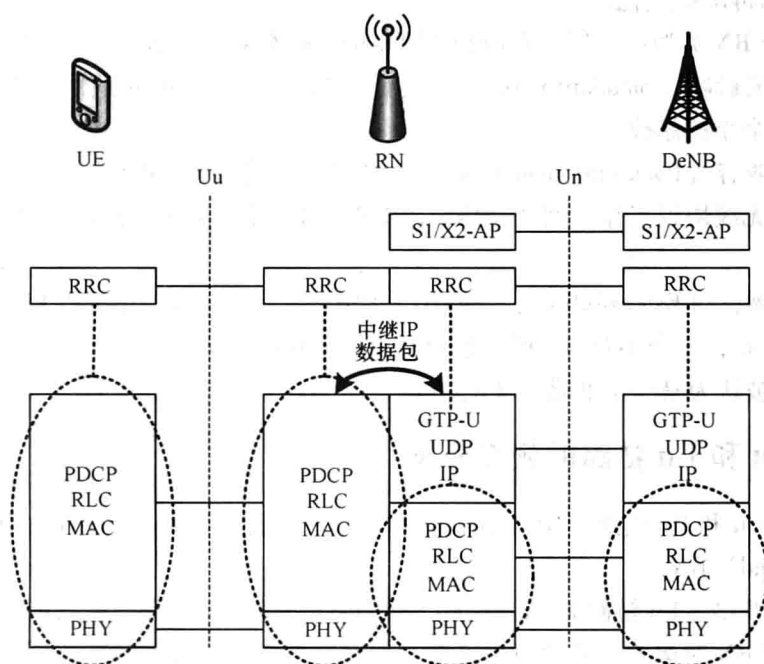 UE
RN
DeNB
Uu
Un
S1/X2-AP
S1/X2-AP
RRC
RRC
RRC
RRC
中继IP
数据包
PDCP
RLC
MAC
PDCP
RLC
MAC
GTP-U
UDP
IP
PDCP
RLC
MAC
GTP-U
UDP
IP
PDCP
RLC
MAC
PHY
PHY
PHY
PHY